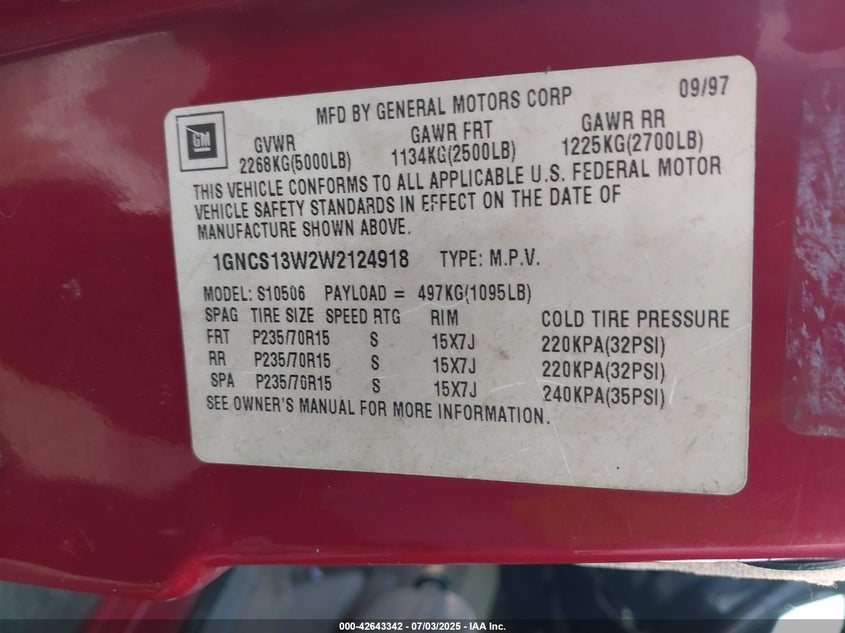 MFD BY GENERAL MOTORS CORP 09/97
GM
GVWR GAWR FRT GAWR RR
2268KG(5000LB) 1134KG(2500LB) 1225KG(2700LB)
THIS VEHICLE CONFORMS TO ALL APPLICABLE U.S. FEDERAL MOTOR
VEHICLE SAFETY STANDARDS IN EFFECT ON THE DATE OF
MANUFACTURE SHOWN ABOVE.
1GNCS13W2W2124918 TYPE: M.P.V.
MODEL: S10506 PAYLOAD = 497KG(1095LB)
SPAG TIRE SIZE SPEED RTG RIM COLD TIRE PRESSURE
FRT P235/70R15 S 15X7J 220KPA(32PSI)
RR P235/70R15 S 15X7J 220KPA(32PSI)
SPA P235/70R15 S 15X7J 240KPA(35PSI)
SEE OWNER'S MANUAL FOR MORE INFORMATION.
000-42643342 | 07/03/2025 - IAA Inc.